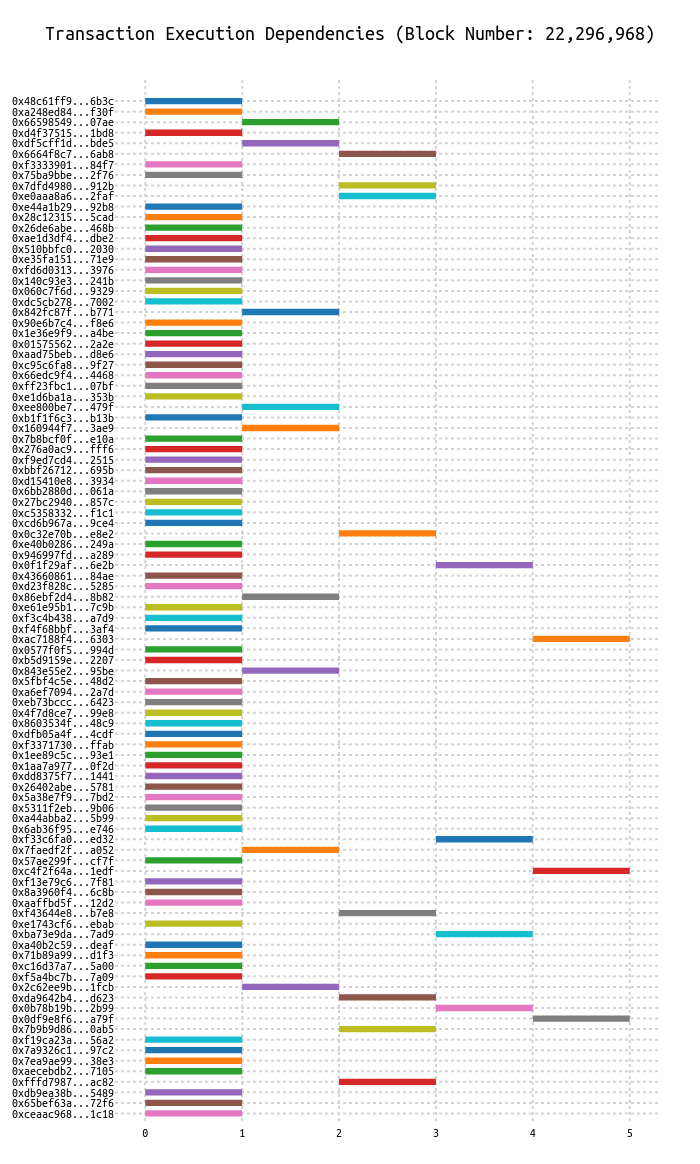 Transaction Execution Dependencies (Block Number: 22,296,968)
0x48c61ff9...6b3c
0xa248ed84...f30f
0x66598549...07ae
0xd4f37515...1bd8
0xdf5cff1d...bde5
0x6664f8c7...6ab8
0xf3333901...84f7
0x75ba9bbe...2f76
0x7dfd4980...912b
0xe0aaa8a6...2faf
0xe44a1b29...92b8
0x28c12315...5cad
0x26de6abe...468b
0xae1d3df4...dbe2
0x510bbfc0...2030
0xe35fa151...71e9
0xfd6d0313...3976
0x140c93e3...241b
0x060c7f6d...9329
0xdc5cb278...7002
0x842fc87f...b771
0x90e6b7c4...f8e6
0x1e36e9f9...a4be
0x01575562...2a2e
0xaad75beb...d8e6
0xc95c6fa8...9f27
0x66edc9f4...4468
0xff23fbc1...07bf
0xe1d6ba1a...353b
0xee800be7...479f
0xb1f1f6c3...b13b
0x160944f7...3ae9
0x7b8bcf0f...e10a
0x276a0ac9...fff6
0xf9ed7cd4...2515
0xbbf26712...695b
0xd15410e8...3934
0x6bb2880d...061a
0x27bc2940...857c
0xc5358332...f1c1
0xcd6b967a...9ce4
0x0c32e70b...e8e2
0xe40b0286...249a
0x946997fd...a289
0x0f1f29af...6e2b
0x43660861...84ae
0xd23f828c...5285
0x86ebf2d4...8b82
0xe61e95b1...7c9b
0xf3c4b438...a7d9
0xf4f68bbf...3af4
0xac7188f4...6303
0x0577f0f5...994d
0xb5d9159e...2207
0x843e55e2...95be
0x5fbf4c5e...48d2
0xa6ef7094...2a7d
0xeb73bccc...6423
0x4f7d8ce7...99e8
0x8603534f...48c9
0xdfb05a4f...4cdf
0xf3371730...ffab
0x1ee89c5c...93e1
0x1aa7a977...0f2d
0xdd8375f7...1441
0x26402abe...5781
0x5a38e7f9...7bd2
0x5311f2eb...9b06
0xa44abba2...5b99
0x6ab36f95...e746
0xf33c6fa0...ed32
0x7faedf2f...a052
0x57ae299f...cf7f
0xc4f2f64a...1edf
0xf13e79c6...7f81
0x8a3960f4...6c8b
0xaaffbd5f...12d2
0xf43644e8...b7e8
0xe1743cf6...ebab
0xba73e9da...7ad9
0xa40b2c59...deaf
0x71b89a99...d1f3
0xc16d37a7...5a00
0xf5a4bc7b...7a09
0x2c62ee9b...1fcb
0xda9642b4...d623
0x0b78b19b...2b99
0x0df9e8f6...a79f
0x7b9b9d86...0ab5
0xf19ca23a...56a2
0x7a9326c1...97c2
0x7ea9ae99...38e3
0xaecebdb2...7105
0xfffd7987...ac82
0xdb9ea38b...5489
0x65bef63a...72f6
0xceaac968...1c18
0 1 2 3 4 5